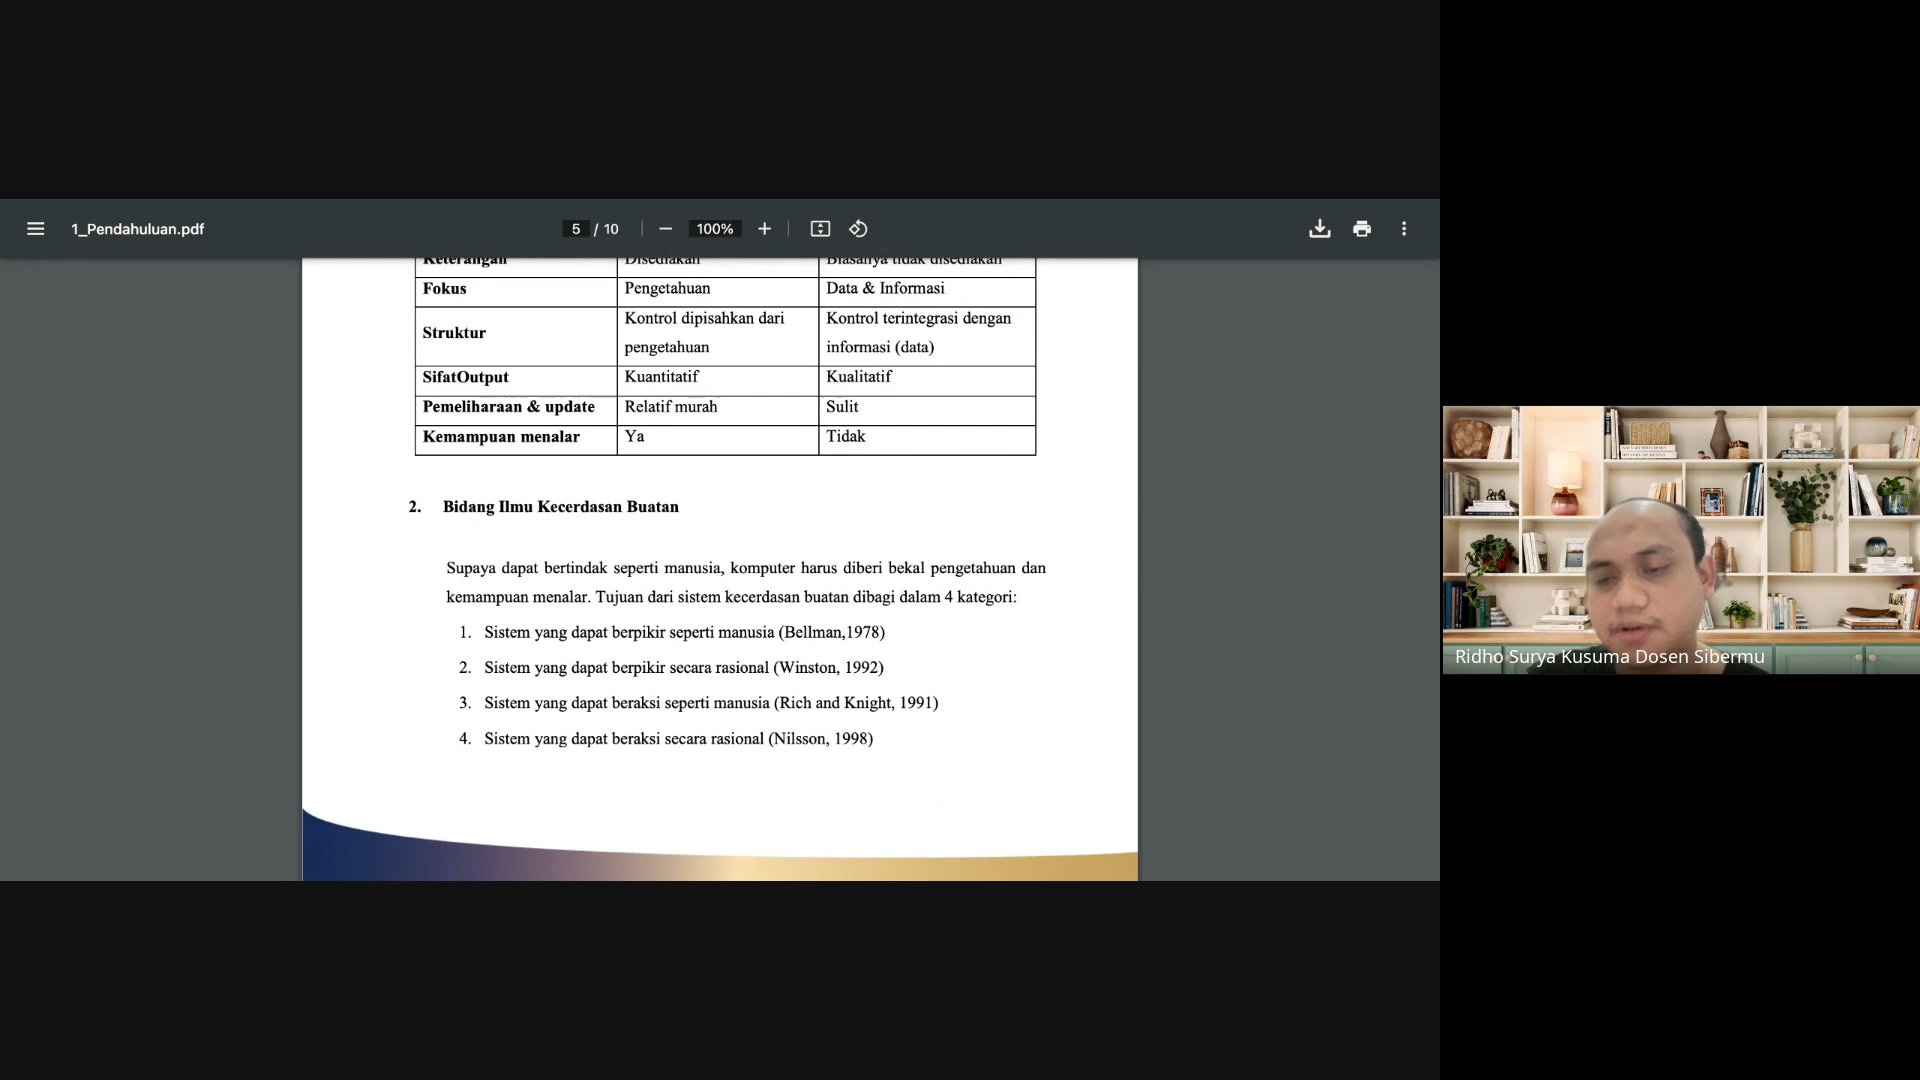 1_Pendahuluan.pdf
5 / 10
100%
Keterangan Disediakan Biasanya tidak disediakan
Fokus Pengetahuan Data & Informasi
Struktur Kontrol dipisahkan dari pengetahuan Kontrol terintegrasi dengan informasi (data)
SifatOutput Kuantitatif Kualitatif
Pemeliharaan & update Relatif murah Sulit
Kemampuan menalar Ya Tidak
2. Bidang Ilmu Kecerdasan Buatan
Supaya dapat bertindak seperti manusia, komputer harus diberi bekal pengetahuan dan
kemampuan menalar. Tujuan dari sistem kecerdasan buatan dibagi dalam 4 kategori:
1. Sistem yang dapat berpikir seperti manusia (Bellman,1978)
2. Sistem yang dapat berpikir secara rasional (Winston, 1992)
3. Sistem yang dapat beraksi seperti manusia (Rich and Knight, 1991)
4. Sistem yang dapat beraksi secara rasional (Nilsson, 1998)
Ridho Surya Kusuma Dosen Sibermu